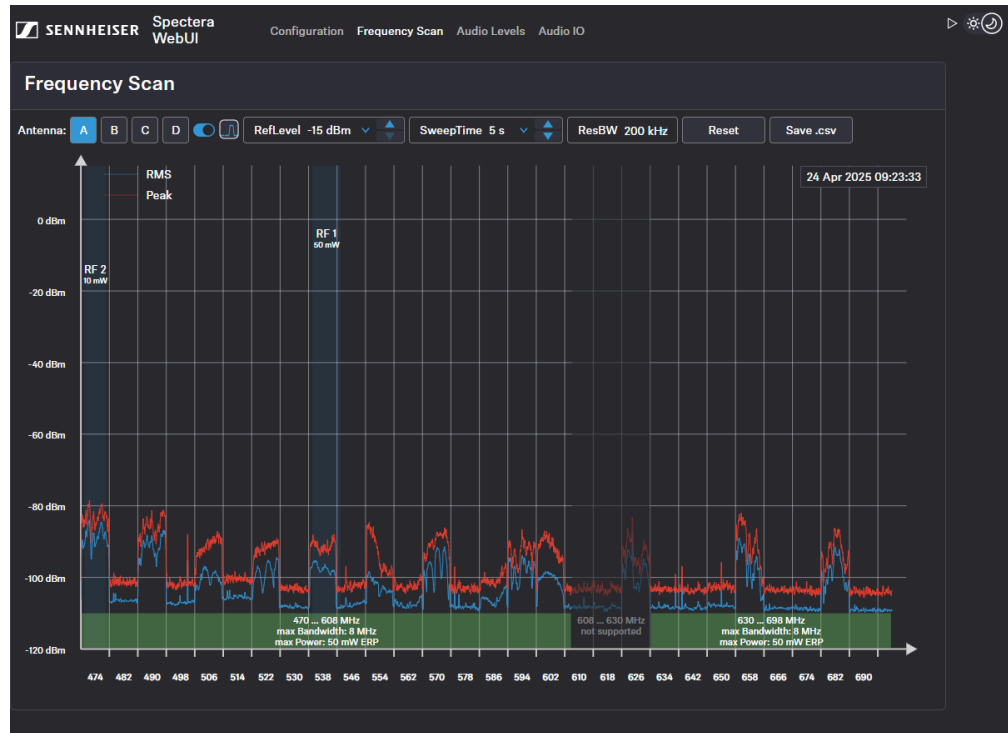 SENNHEISER
Spectera
WebUI
Configuration Frequency Scan Audio Levels Audio IO
Frequency Scan
Antenna: A B C D RefLevel -15 dBm SweepTime 5 s ResBW 200 kHz Reset Save .csv
RMS
Peak
24 Apr 2025 09:23:33
0 dBm
RF 1
50 mW
RF 2
10 mW
-20 dBm
-40 dBm
-60 dBm
-80 dBm
-100 dBm
-120 dBm
470 ... 608 MHz
max Bandwidth: 8 MHz
max Power: 50 mW ERP
608 ... 630 MHz
not supported
630 ... 698 MHz
max Bandwidth: 8 MHz
max Power: 50 mW ERP
474 482 490 498 506 514 522 530 538 546 554 562 570 578 586 594 602 610 618 626 634 642 650 658 666 674 682 690